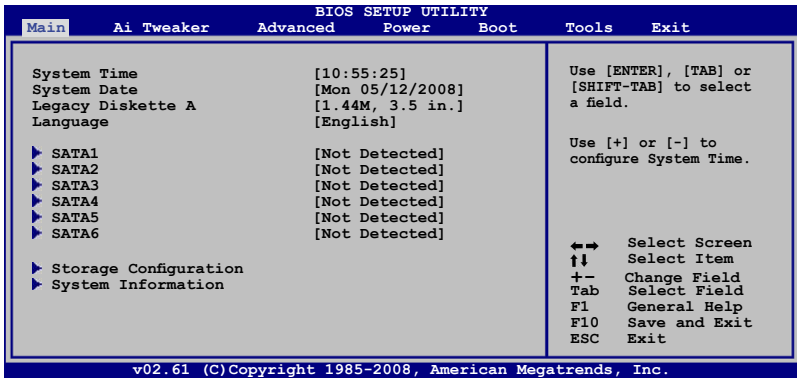 BIOS SETUP UTILITY
Main Ai Tweaker Advanced Power Boot Tools Exit
System Time [10:55:25]
System Date [Mon 05/12/2008]
Legacy Diskette A [1.44M, 3.5 in.]
Language [English]
SATA1 [Not Detected]
SATA2 [Not Detected]
SATA3 [Not Detected]
SATA4 [Not Detected]
SATA5 [Not Detected]
SATA6 [Not Detected]
Storage Configuration
System Information
Use [ENTER], [TAB] or
[SHIFT-TAB] to select
a field.
Use [+] or [-] to
configure System Time.
←→ Select Screen
↑↓ Select Item
+- Change Field
Tab Select Field
F1 General Help
F10 Save and Exit
ESC Exit
v02.61 (C)Copyright 1985-2008, American Megatrends, Inc.